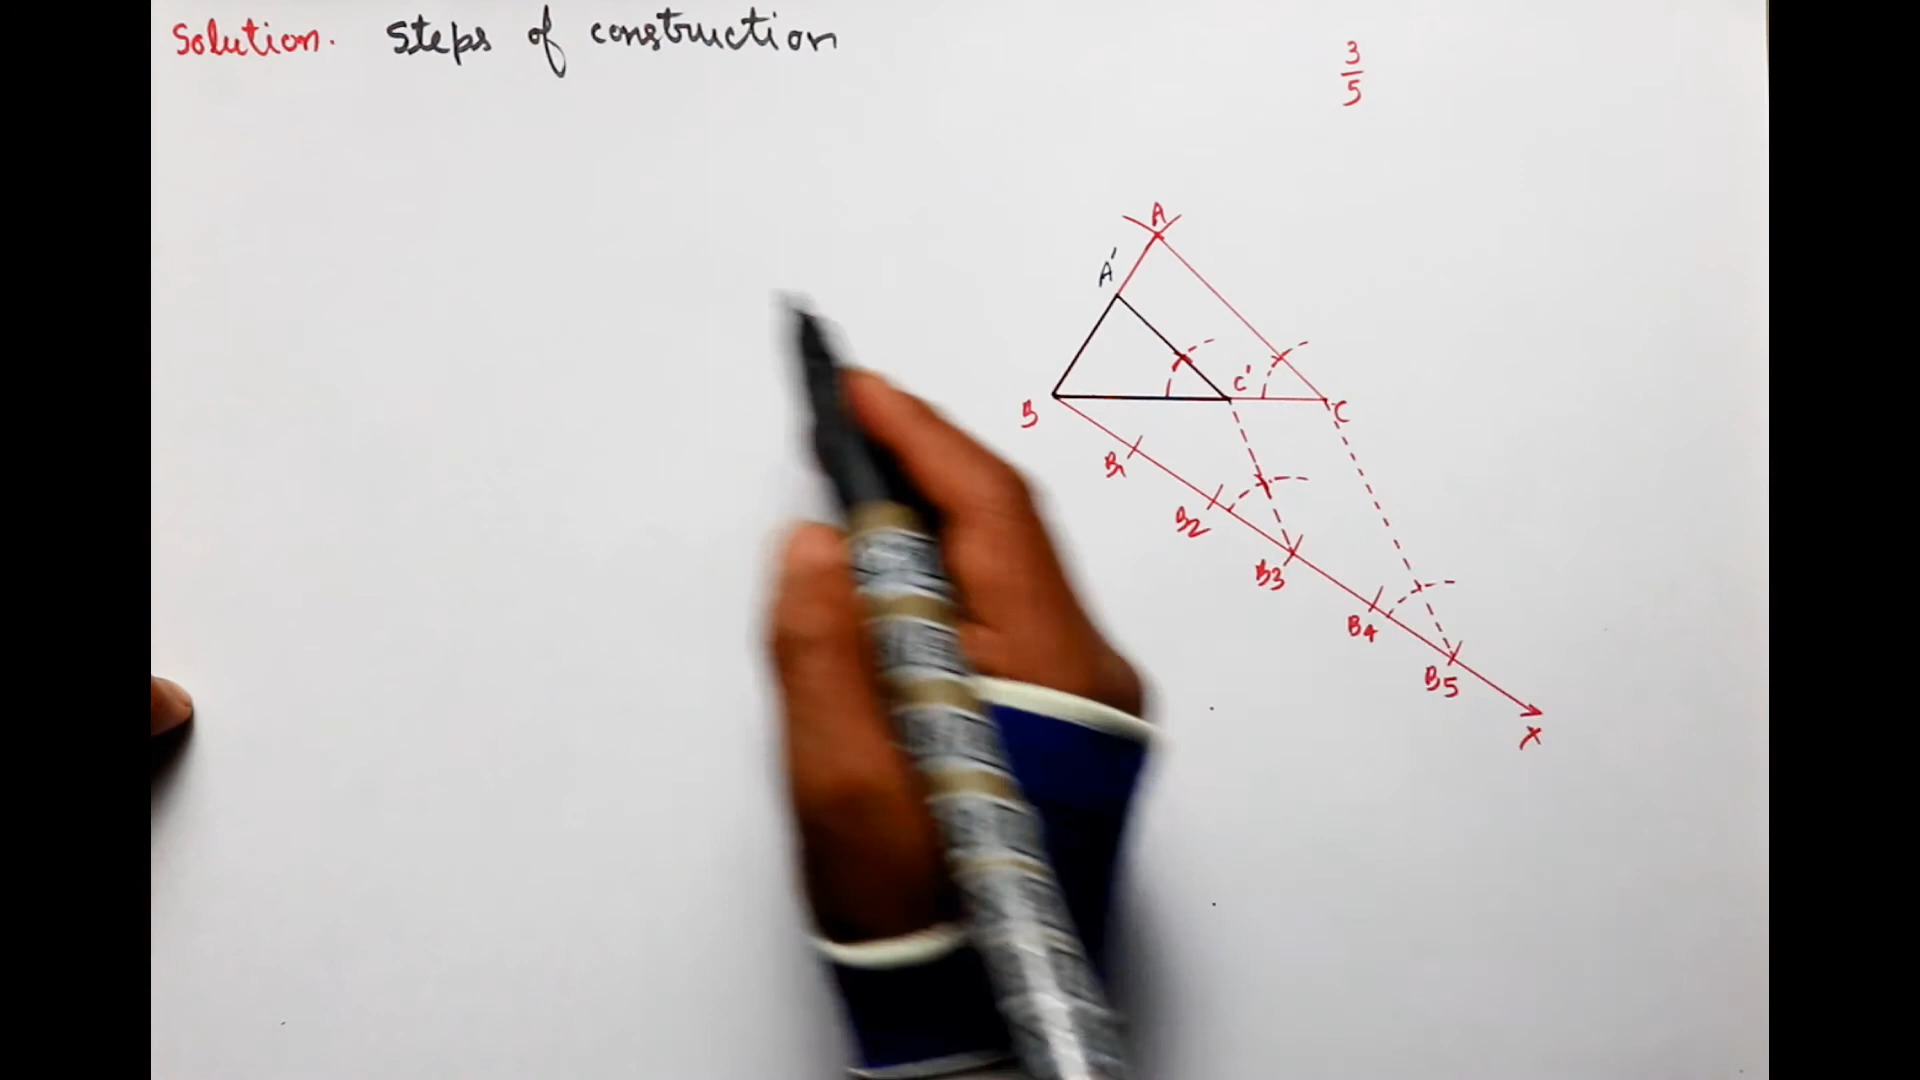 Solution. Steps of construction
3
5
A
A'
C'
B
C
B1
B2
B3
B4
B5
X